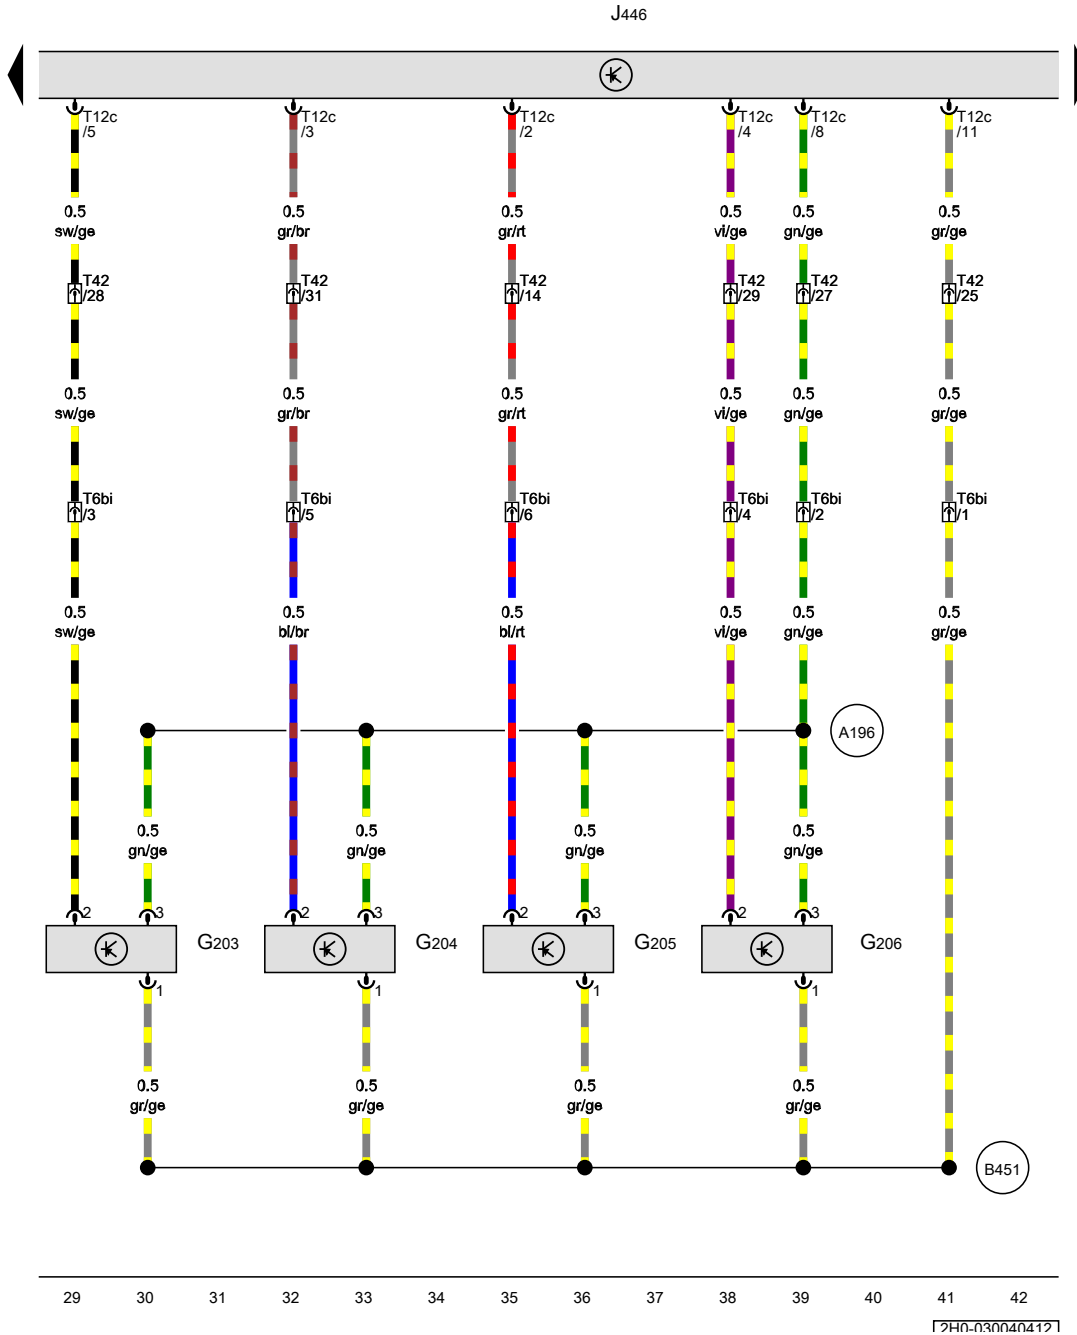 J446
T12c T12c T12c T12c T12c T12c
/5 /3 /2 /4 /8 /11
0.5 0.5 0.5 0.5 0.5 0.5
sw/ge gr/br gr/rt vi/ge gn/ge gr/ge
T42 T42 T42 T42 T42 T42
/28 /31 /14 /29 /27 /25
0.5 0.5 0.5 0.5 0.5 0.5
sw/ge gr/br gr/rt vi/ge gn/ge gr/ge
T6bi T6bi T6bi T6bi T6bi T6bi
/3 /5 /6 /4 /2 /1
0.5 0.5 0.5 0.5 0.5 0.5
sw/ge bl/br bl/rt vi/ge gn/ge gr/ge
A196
0.5 0.5 0.5 0.5
gn/ge gn/ge gn/ge gn/ge
2 3 2 3 2 3 2 3
G203 G204 G205 G206
1 1 1 1
0.5 0.5 0.5 0.5
gr/ge gr/ge gr/ge gr/ge
B451
29 30 31 32 33 34 35 36 37 38 39 40 41 42
2H0-030040412